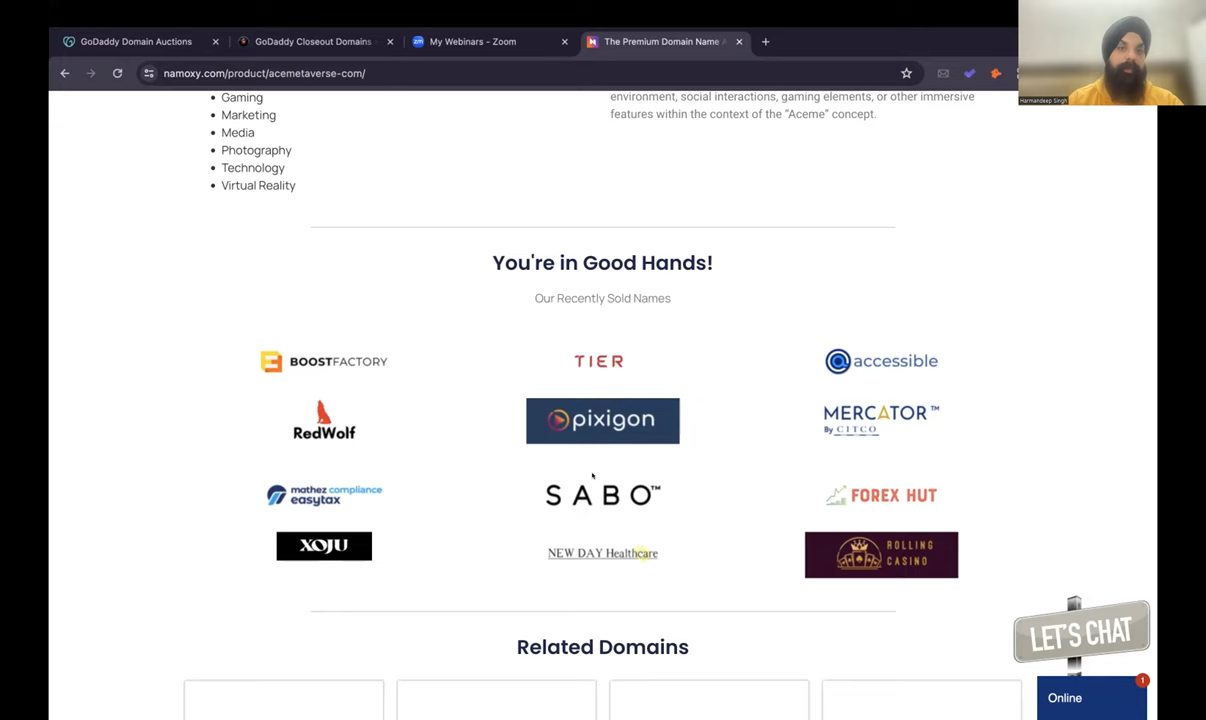 GoDaddy Domain Auctions
GoDaddy Closeout Domains
My Webinars - Zoom
The Premium Domain Name A
namoxy.com/product/acemetaverse-com/
Harmandeep Singh
Gaming
Marketing
Media
Photography
Technology
Virtual Reality
environment, social interactions, gaming elements, or other immersive
features within the context of the “Aceme” concept.
You're in Good Hands!
Our Recently Sold Names
BOOSTFACTORY
TIER
accessible
RedWolf
pixigon
MERCATOR™
By CITCO
mathez compliance
easytax
SABO™
FOREX HUT
XOJU
NEW DAY Healthcare
ROLLING
CASINO
Related Domains
LET'S CHAT
1
Online